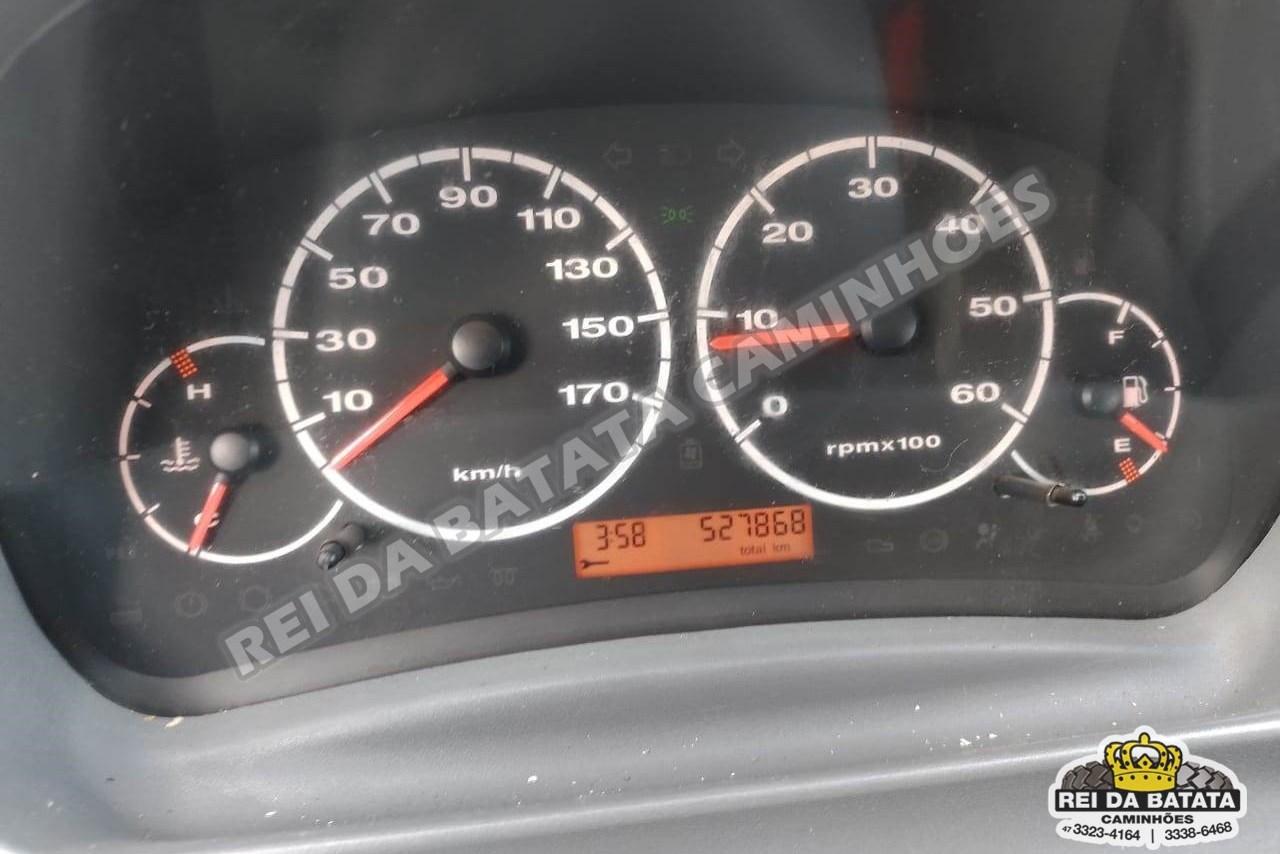 90
70
110
50
130
30
150
10
170
km/h
H
C
30
20
40
10
50
0
60
rpmx100
F
E
3:58 527868
total km
REI DA BATATA CAMINHÕES
REI DA BATATA
CAMINHÕES
47 3323-4164 | 3338-6468